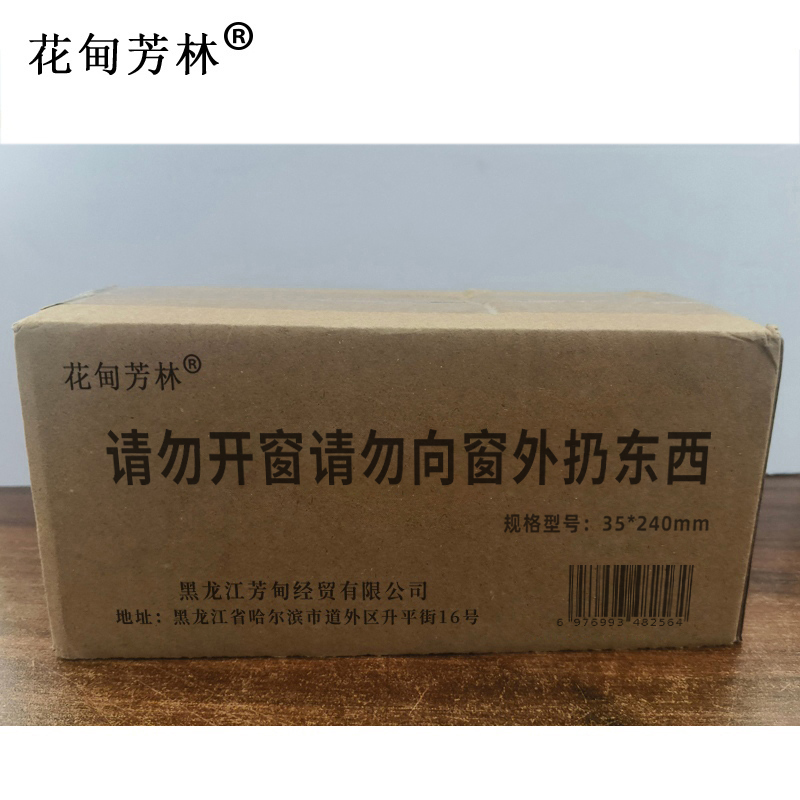 花甸芳林®
花甸芳林®
请勿开窗请勿向窗外扔东西
规格型号：35*240mm
黑龙江芳甸经贸有限公司
地址：黑龙江省哈尔滨市道外区升平街16号
6 976993 482564